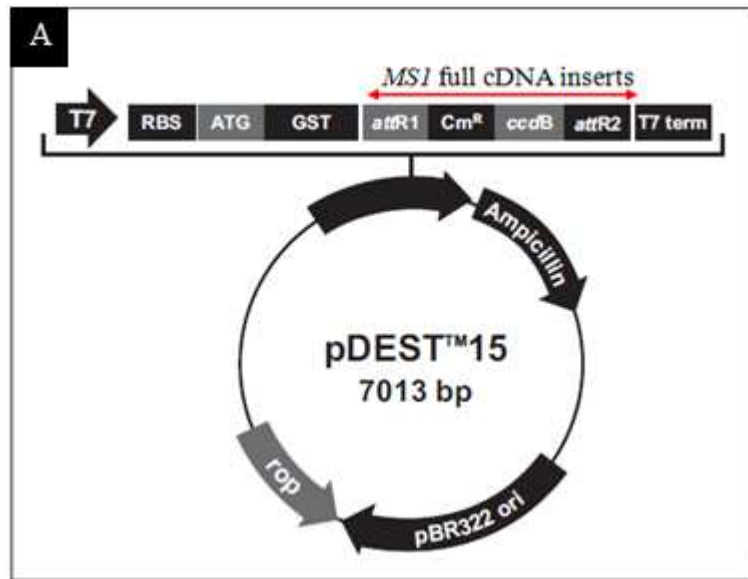 A
MS1 full cDNA inserts
T7 RBS ATG GST attR1 Cmᴿ ccdB attR2 T7 term
Ampicillin
pDEST™15
7013 bp
rop
pBR322 ori